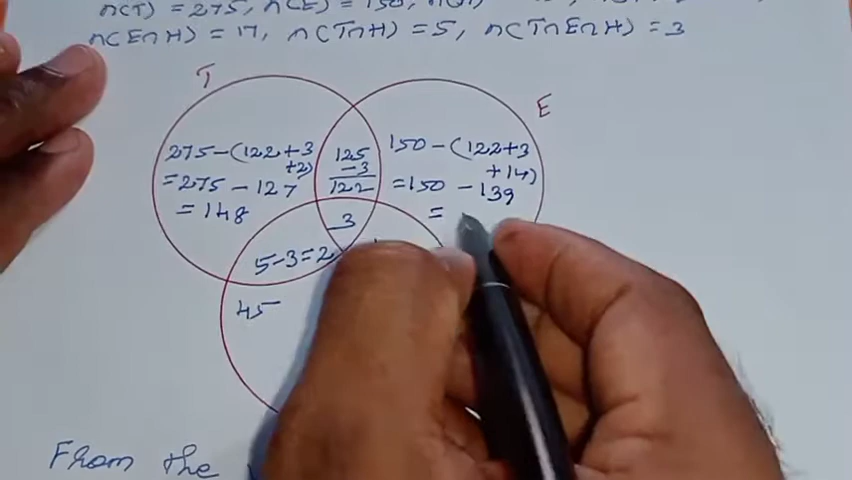 n(T) = 275, n(E) = 150, n(
n(E∩H) = 17, n(T∩H) = 5, n(T∩E∩H) = 3
T
E
275-(122+3
+2)
=275-127
=148
125
-3
122
150-(122+3
+14)
=150-139
=
3
5-3=2
45
From the